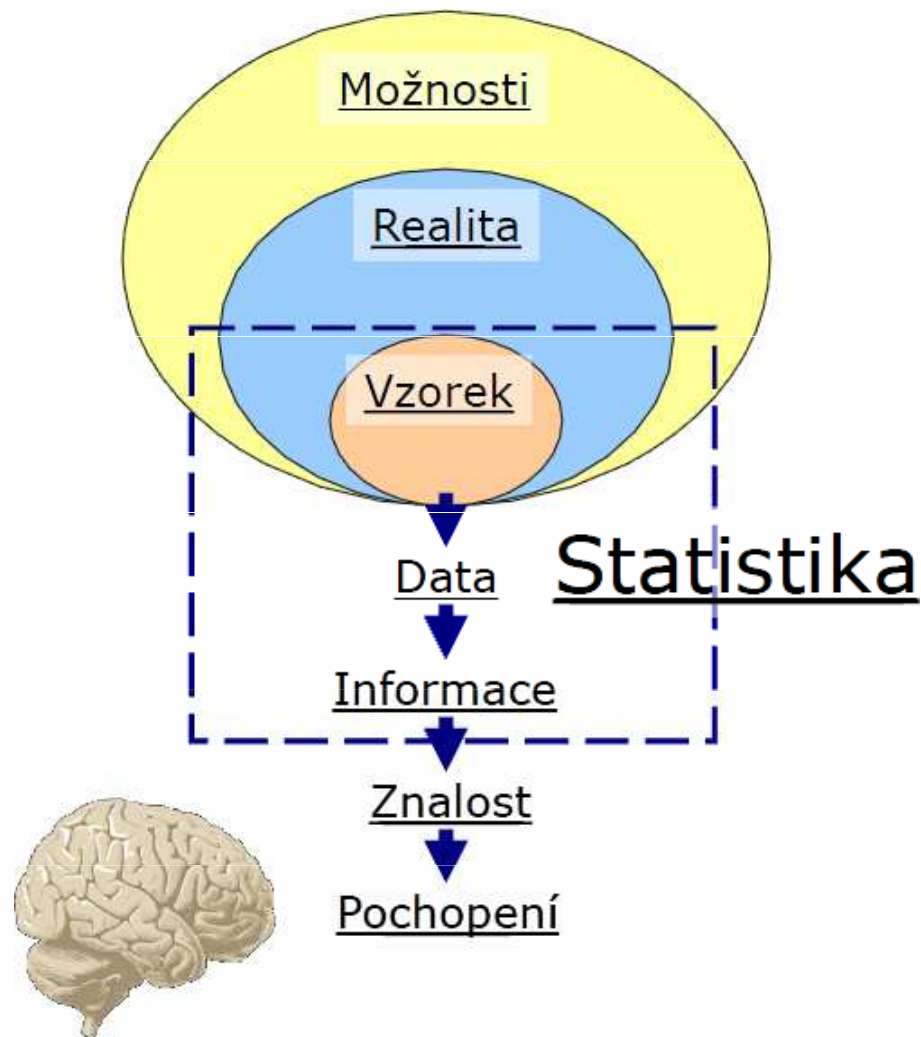 Možnosti
Realita
Vzorek
Data
Statistika
Informace
Znalost
Pochopení